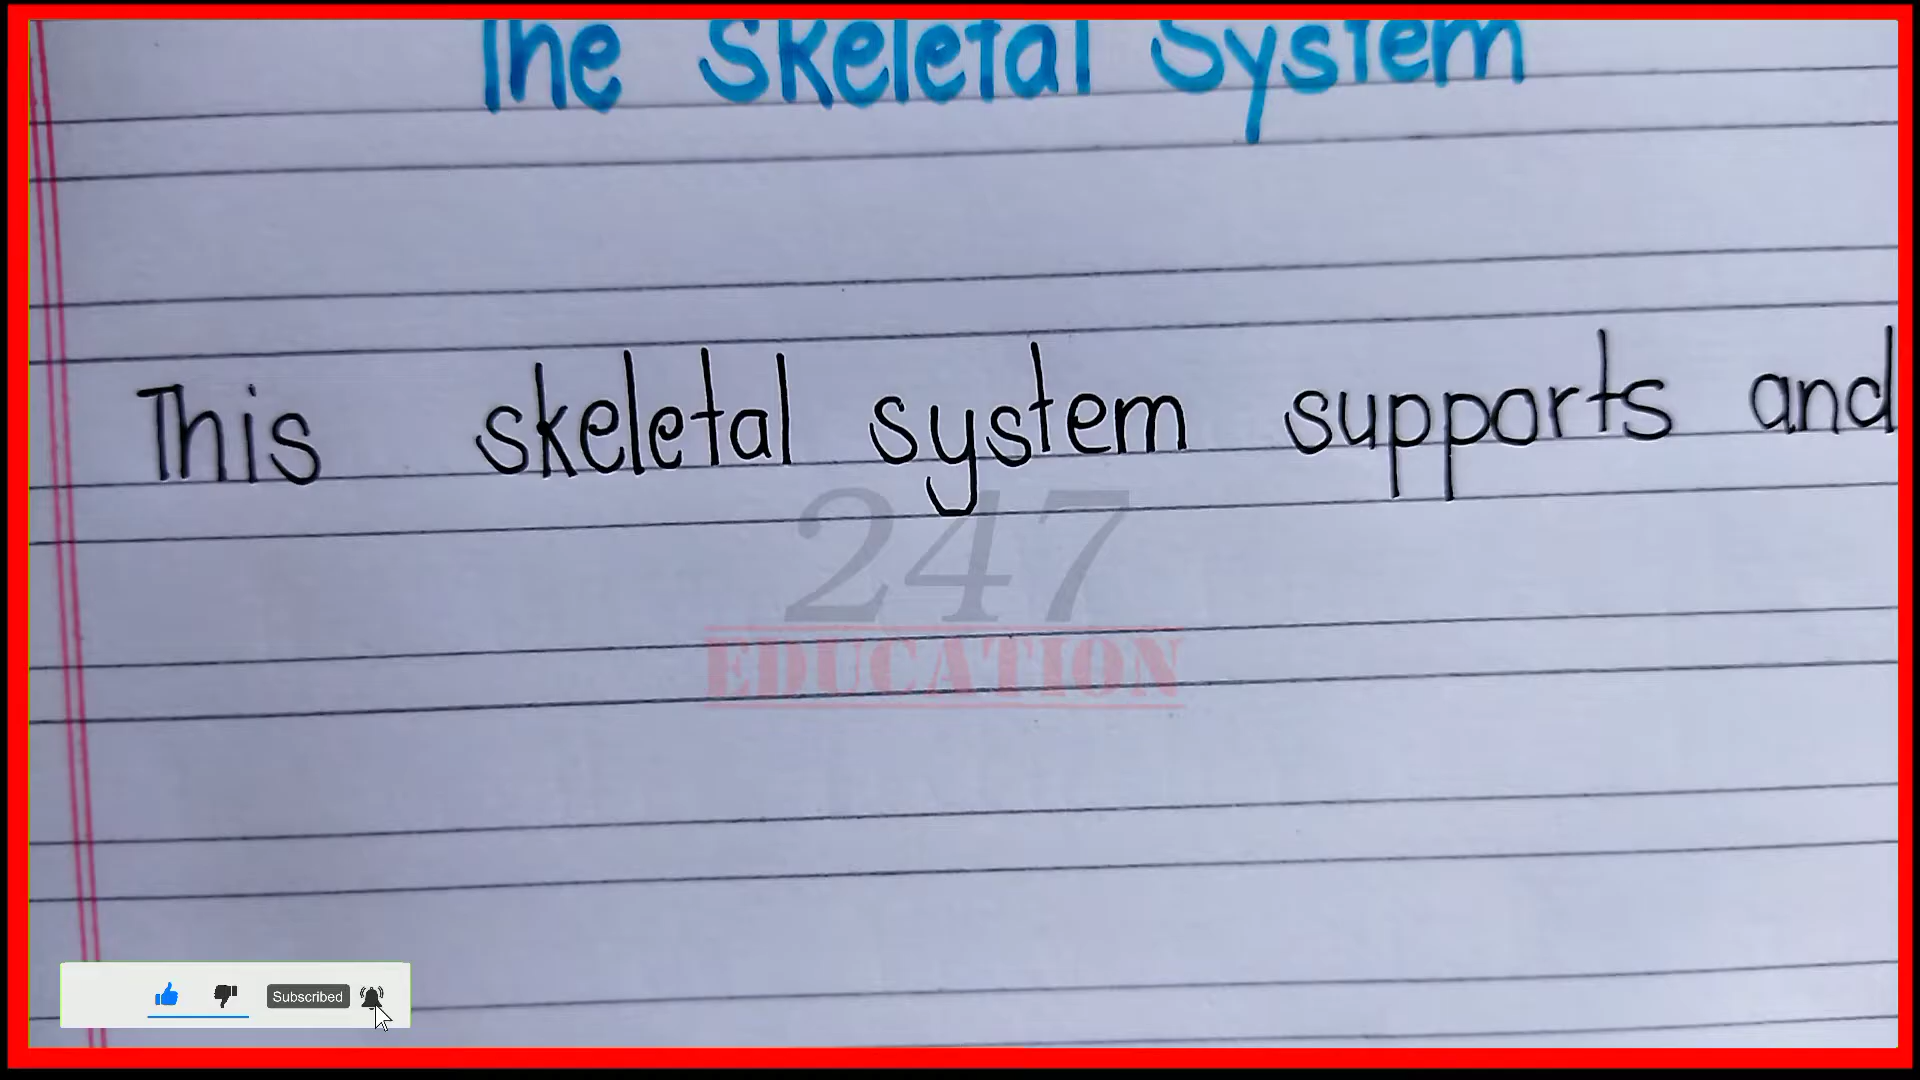 The Skeletal System
This skeletal system supports and
247
EDUCATION
Subscribed